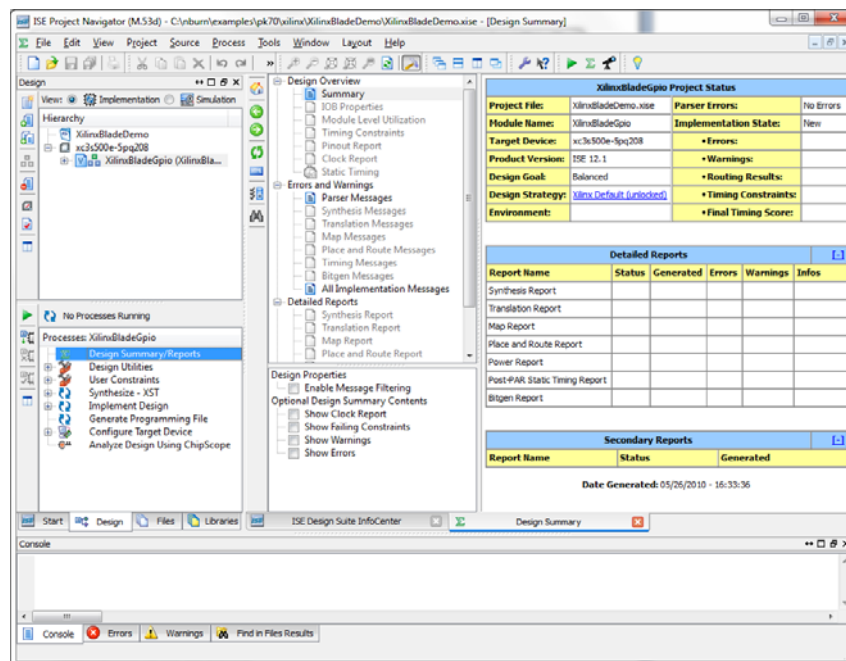 ISE Project Navigator (M.53d) - C:\nburn\examples\pk70\xilinx\XilinxBladeDemo\XilinxBladeDemo.xise - [Design Summary]
File Edit View Project Source Process Tools Window Layout Help
Design
View: Implementation Simulation
Hierarchy
XilinxBladeDemo
xc3s500e-5pq208
XilinxBladeGpio (XilinxBla...
No Processes Running
Processes: XilinxBladeGpio
Design Summary/Reports
Design Utilities
User Constraints
Synthesize - XST
Implement Design
Generate Programming File
Configure Target Device
Analyze Design Using ChipScope
Start Design Files Libraries
Design Overview
Summary
IOB Properties
Module Level Utilization
Timing Constraints
Pinout Report
Clock Report
Static Timing
Errors and Warnings
Parser Messages
Synthesis Messages
Translation Messages
Map Messages
Place and Route Messages
Timing Messages
Bitgen Messages
All Implementation Messages
Detailed Reports
Synthesis Report
Translation Report
Map Report
Place and Route Report
Design Properties
Enable Message Filtering
Optional Design Summary Contents
Show Clock Report
Show Failing Constraints
Show Warnings
Show Errors
ISE Design Suite InfoCenter
Design Summary
XilinxBladeGpio Project Status
Project File: XilinxBladeDemo.xise Parser Errors: No Errors
Module Name: XilinxBladeGpio Implementation State: New
Target Device: xc3s500e-5pq208 •Errors:
Product Version: ISE 12.1 •Warnings:
Design Goal: Balanced •Routing Results:
Design Strategy: Xilinx Default (unlocked) •Timing Constraints:
Environment: •Final Timing Score:
Detailed Reports [-]
Report Name Status Generated Errors Warnings Infos
Synthesis Report
Translation Report
Map Report
Place and Route Report
Power Report
Post-PAR Static Timing Report
Bitgen Report
Secondary Reports [-]
Report Name Status Generated
Date Generated: 05/26/2010 - 16:33:36
Console
Console Errors Warnings Find in Files Results